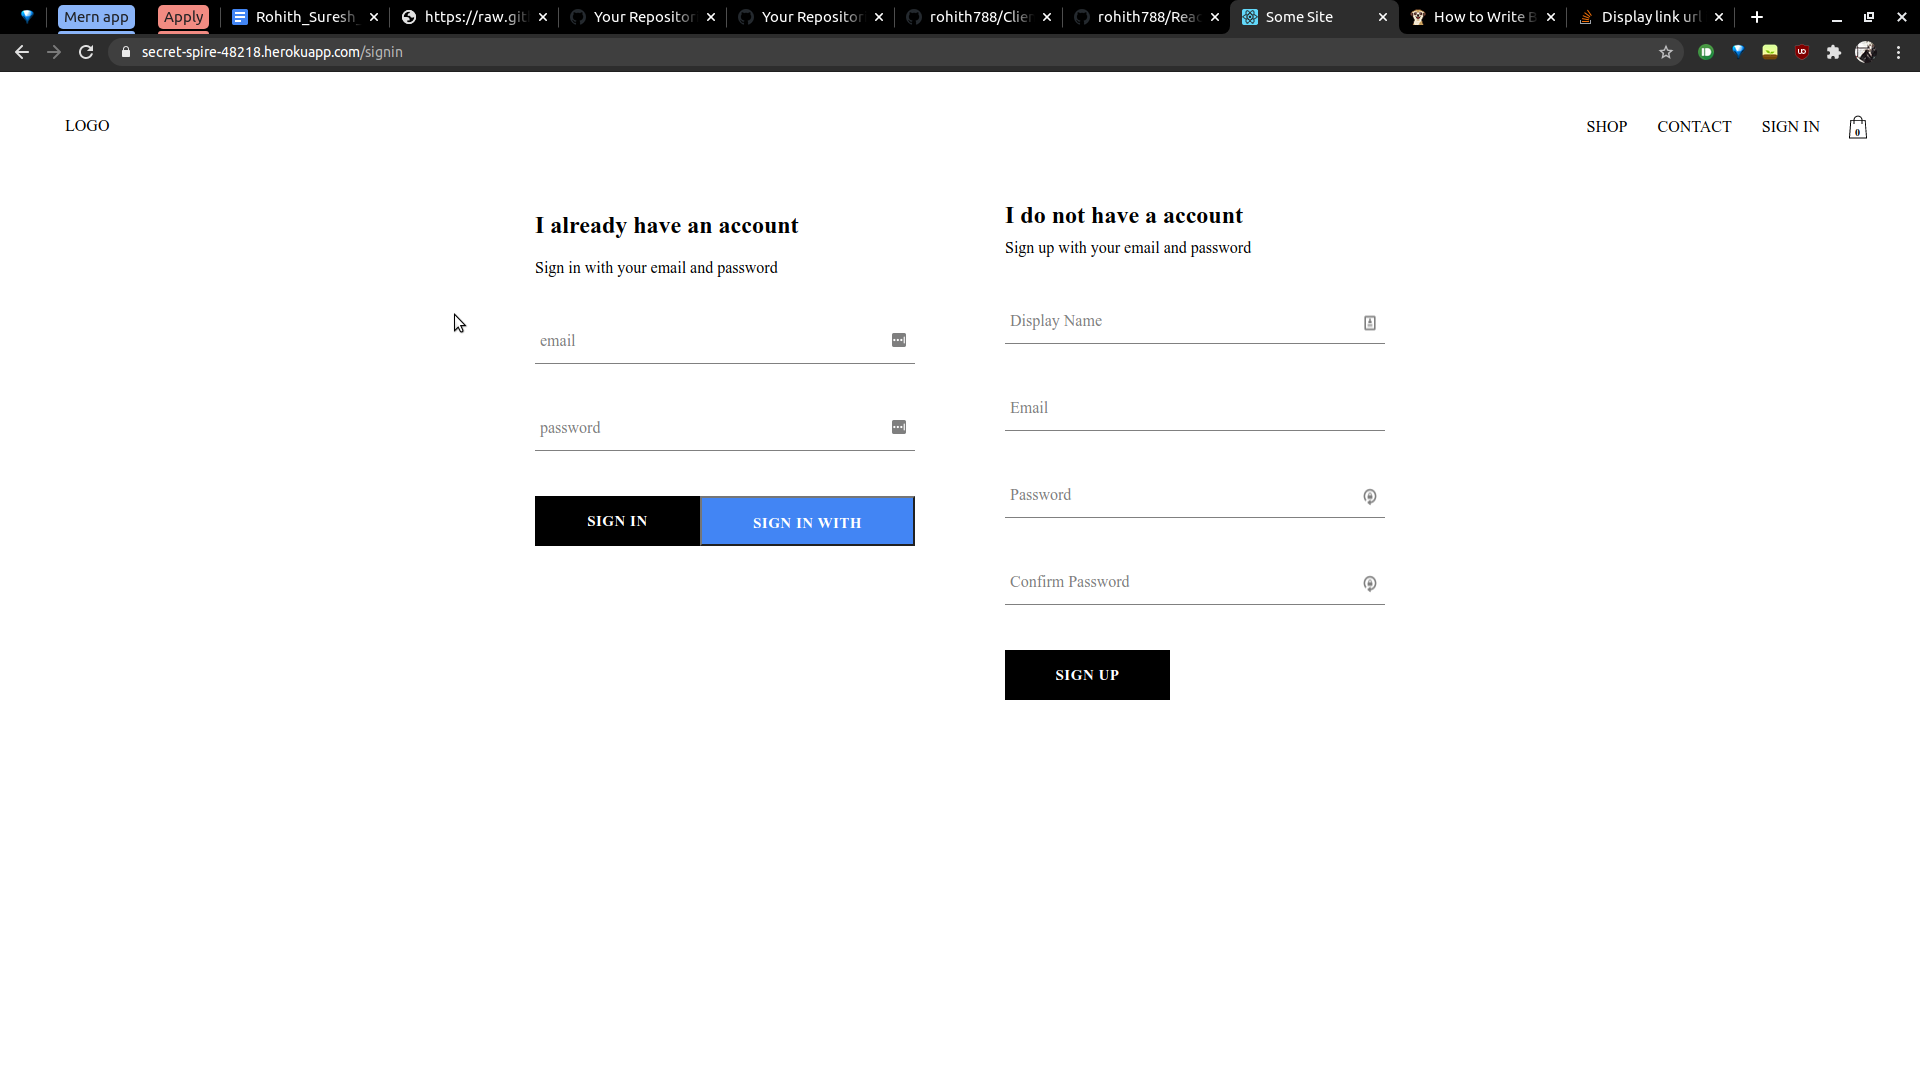 Mern app
Apply
Rohith_Suresh_
https://raw.git
Your Repositor
Your Repositor
rohith788/Clien
rohith788/Reac
Some Site
How to Write B
Display link url
secret-spire-48218.herokuapp.com/signin
LOGO
SHOP
CONTACT
SIGN IN
0
I already have an account
Sign in with your email and password
email
password
SIGN IN
SIGN IN WITH
I do not have a account
Sign up with your email and password
Display Name
Email
Password
Confirm Password
SIGN UP